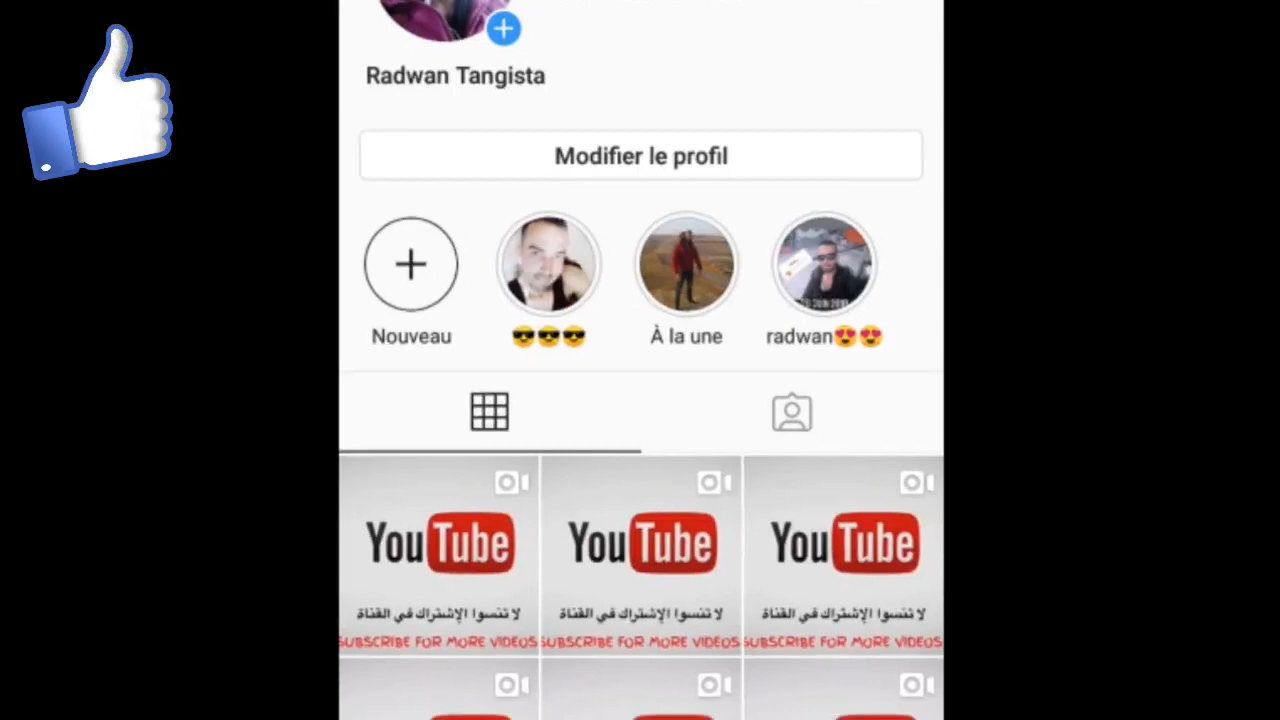 Radwan Tangista
Modifier le profil
Nouveau
😎😎😎
À la une
radwan😍😍
YouTube YouTube YouTube
لا تنسوا الإشتراك في القناة لا تنسوا الإشتراك في القناة لا تنسوا الإشتراك في القناة
SUBSCRIBE FOR MORE VIDEOS SUBSCRIBE FOR MORE VIDEOS SUBSCRIBE FOR MORE VIDEOS